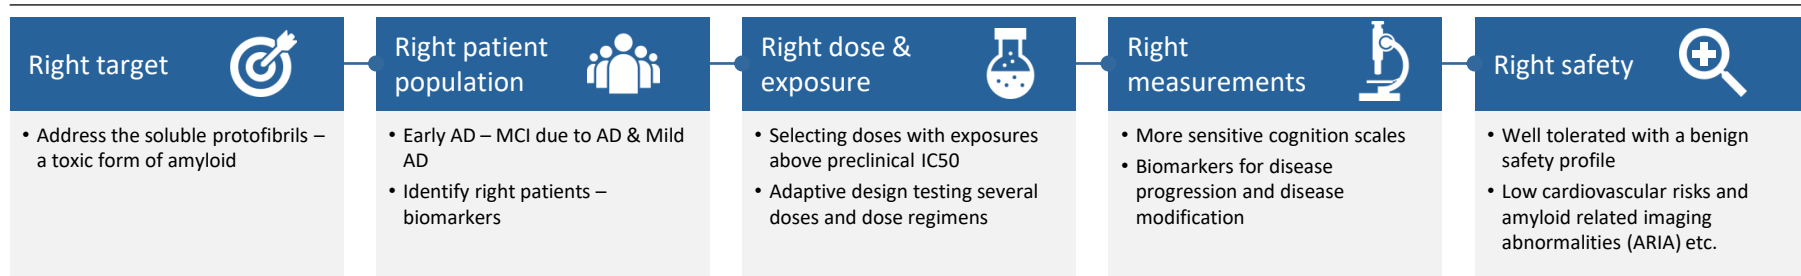 Right target
• Address the soluble protofibrils –
a toxic form of amyloid
Right patient
population
• Early AD – MCI due to AD & Mild
AD
• Identify right patients –
biomarkers
Right dose &
exposure
• Selecting doses with exposures
above preclinical IC50
• Adaptive design testing several
doses and dose regimens
Right
measurements
• More sensitive cognition scales
• Biomarkers for disease
progression and disease
modification
Right safety
• Well tolerated with a benign
safety profile
• Low cardiovascular risks and
amyloid related imaging
abnormalities (ARIA) etc.